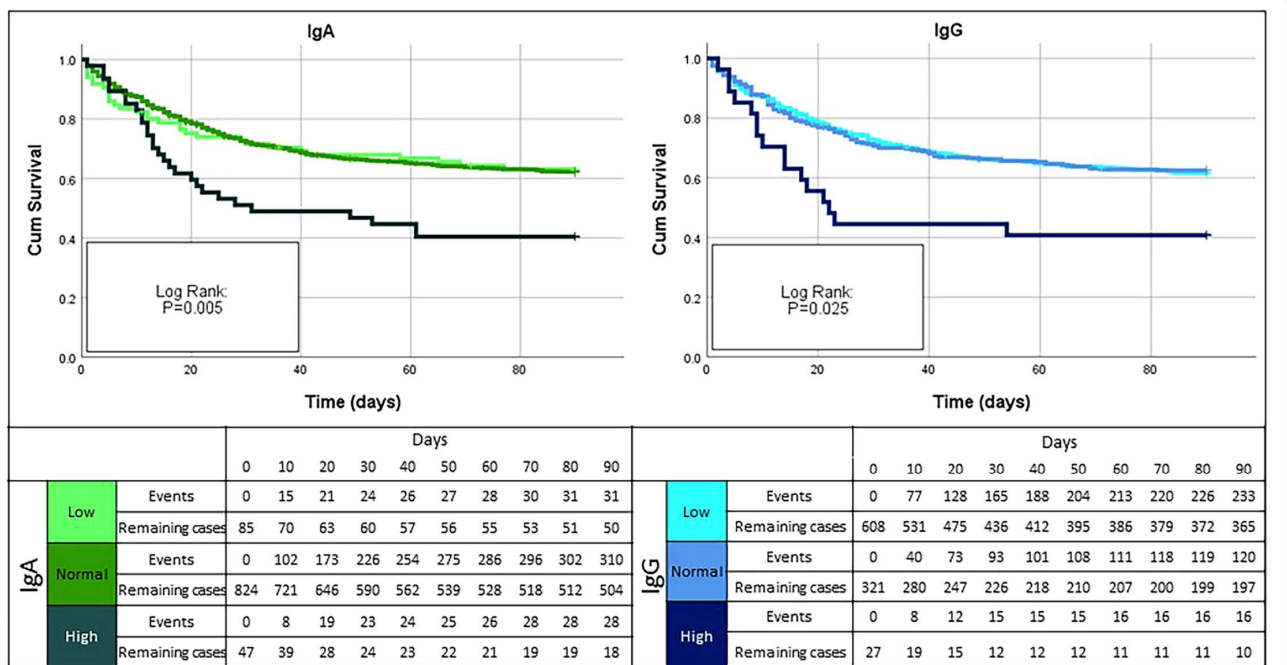 IgA
1.0
0.8
0.6
0.4
0.2
0.0
Cum Survival
Log Rank:
P=0.005
0 20 40 60 80
Time (days)
IgG
1.0
0.8
0.6
0.4
0.2
0.0
Cum Survival
Log Rank:
P=0.025
0 20 40 60 80
Time (days)
Days
0 10 20 30 40 50 60 70 80 90
IgA
Low
Events 0 15 21 24 26 27 28 30 31 31
Remaining cases 85 70 63 60 57 56 55 53 51 50
Normal
Events 0 102 173 226 254 275 286 296 302 310
Remaining cases 824 721 646 590 562 539 528 518 512 504
High
Events 0 8 19 23 24 25 26 28 28 28
Remaining cases 47 39 28 24 23 22 21 19 19 18
Days
0 10 20 30 40 50 60 70 80 90
IgG
Low
Events 0 77 128 165 188 204 213 220 226 233
Remaining cases 608 531 475 436 412 395 386 379 372 365
Normal
Events 0 40 73 93 101 108 111 118 119 120
Remaining cases 321 280 247 226 218 210 207 200 199 197
High
Events 0 8 12 15 15 15 16 16 16 16
Remaining cases 27 19 15 12 12 12 11 11 11 10